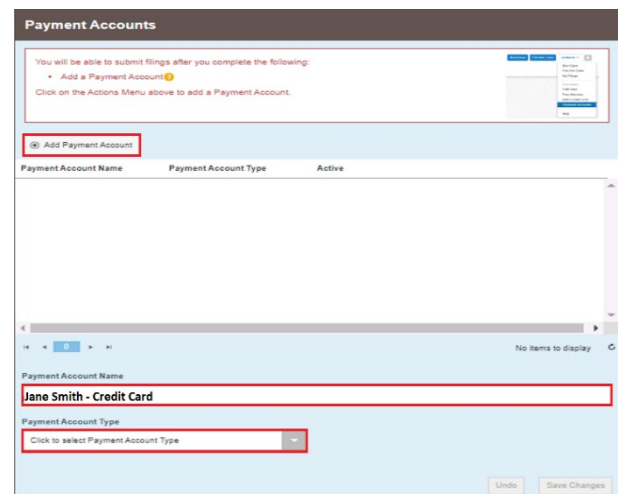 Payment Accounts
You will be able to submit filings after you complete the following:
• Add a Payment Account?
Click on the Actions Menu above to add a Payment Account.
Add Payment Account
Payment Account Name Payment Account Type Active
0
No items to display
Payment Account Name
Jane Smith - Credit Card
Payment Account Type
Click to select Payment Account Type
Undo Save Changes